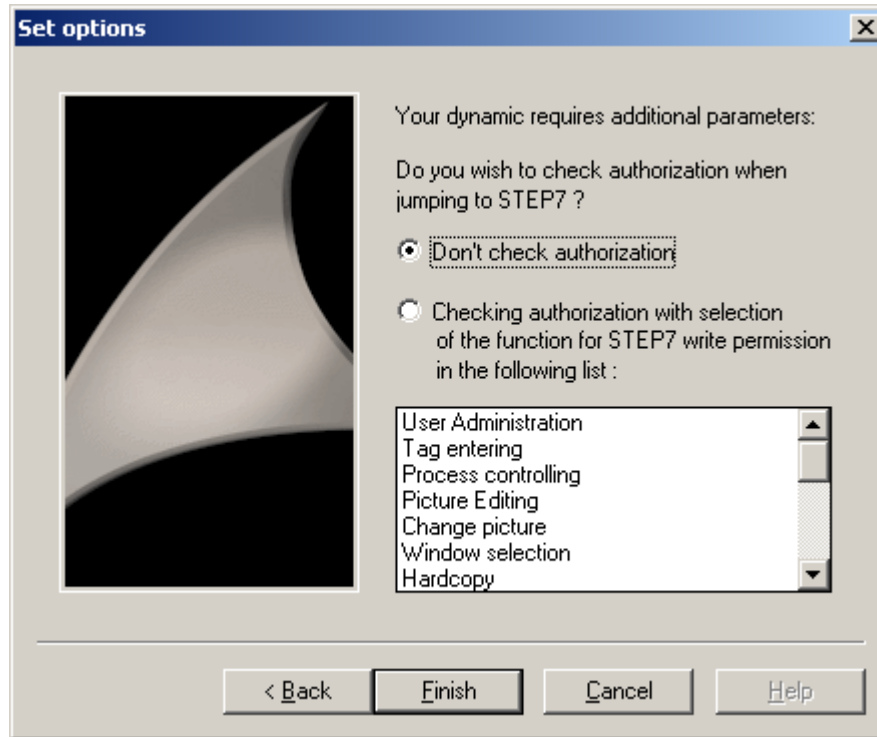 Set options
Your dynamic requires additional parameters:
Do you wish to check authorization when
jumping to STEP7 ?
Don't check authorization
Checking authorization with selection
of the function for STEP7 write permission
in the following list :
User Administration
Tag entering
Process controlling
Picture Editing
Change picture
Window selection
Hardcopy
< Back
Finish
Cancel
Help